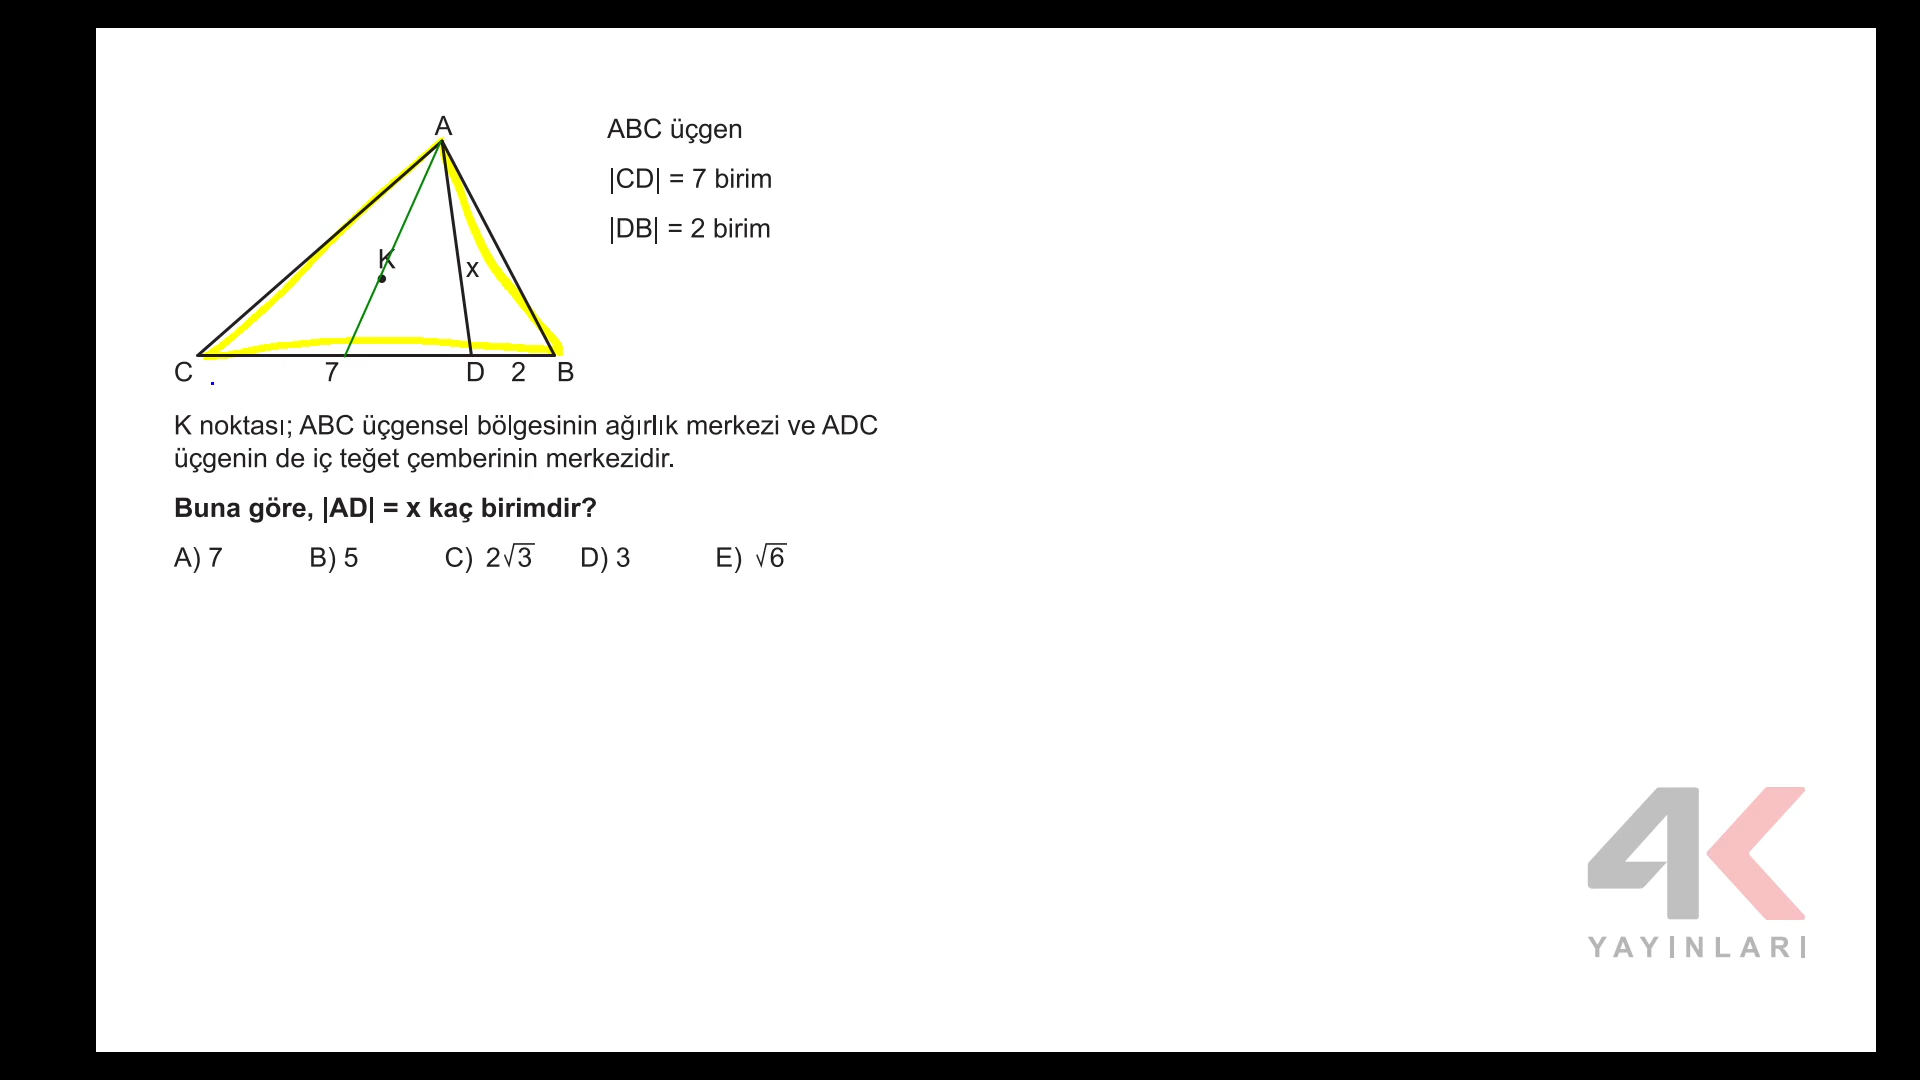 A
K
x
C
7
D
2
B
ABC üçgen
|CD| = 7 birim
|DB| = 2 birim
K noktası; ABC üçgensel bölgesinin ağırlık merkezi ve ADC
üçgenin de iç teğet çemberinin merkezidir.
Buna göre, |AD| = x kaç birimdir?
A) 7 B) 5 C) 2√3 D) 3 E) √6
4K
YAYINLARI